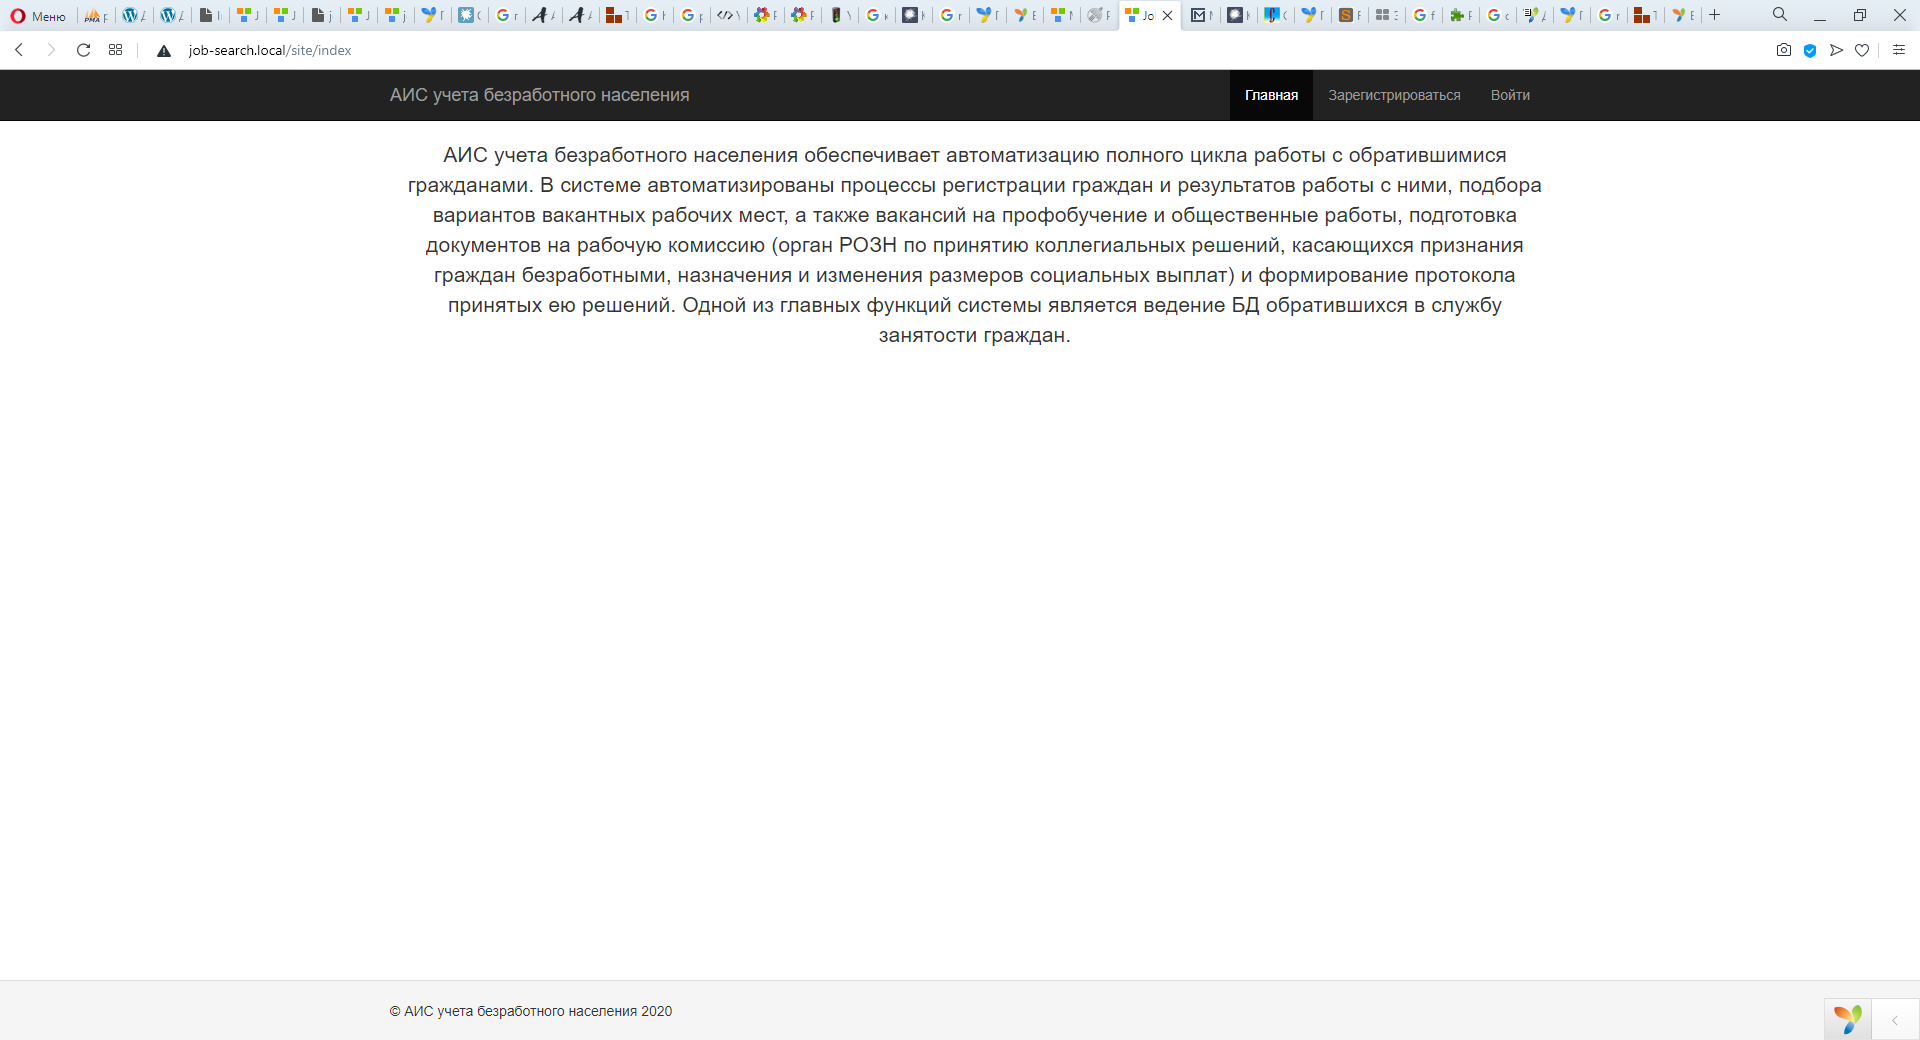 Меню
Jo
job-search.local/site/index
АИС учета безработного населения
Главная
Зарегистрироваться
Войти
АИС учета безработного населения обеспечивает автоматизацию полного цикла работы с обратившимися
гражданами. В системе автоматизированы процессы регистрации граждан и результатов работы с ними, подбора
вариантов вакантных рабочих мест, а также вакансий на профобучение и общественные работы, подготовка
документов на рабочую комиссию (орган РОЗН по принятию коллегиальных решений, касающихся признания
граждан безработными, назначения и изменения размеров социальных выплат) и формирование протокола
принятых ею решений. Одной из главных функций системы является ведение БД обратившихся в службу
занятости граждан.
© АИС учета безработного населения 2020